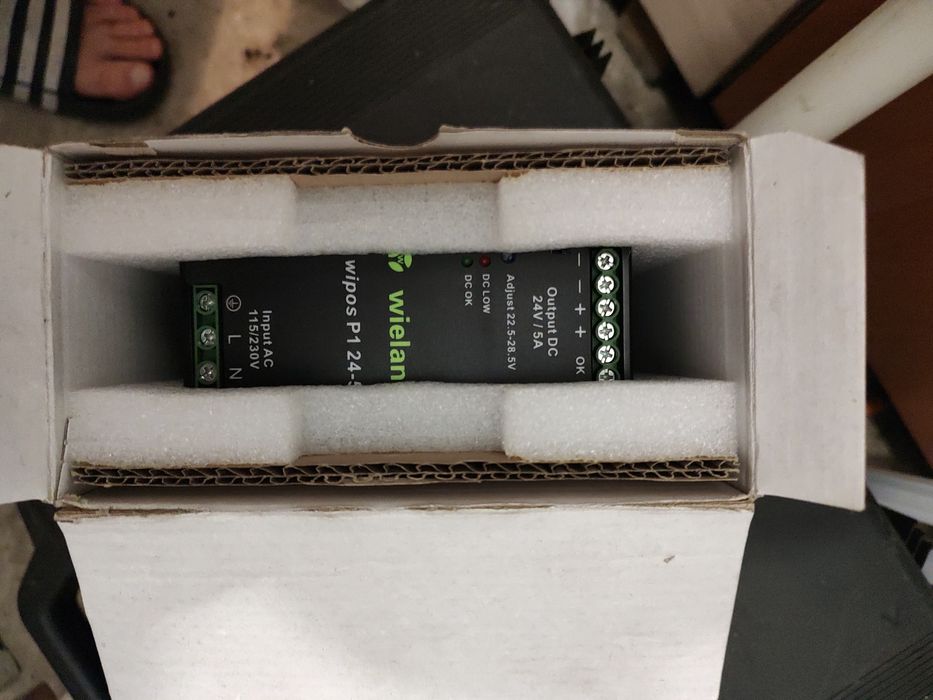 Output DC
24V / 5A
− − + + OK
Adjust 22.5-28.5V
DC LOW
DC OK
wielan
wipos P1 24-5
Input AC
115/230V
L N